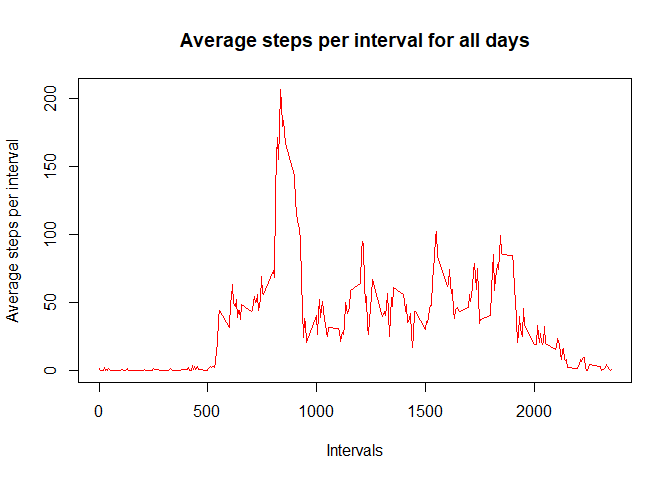 Average steps per interval for all days
Average steps per interval
200
150
100
50
0
0 500 1000 1500 2000
Intervals